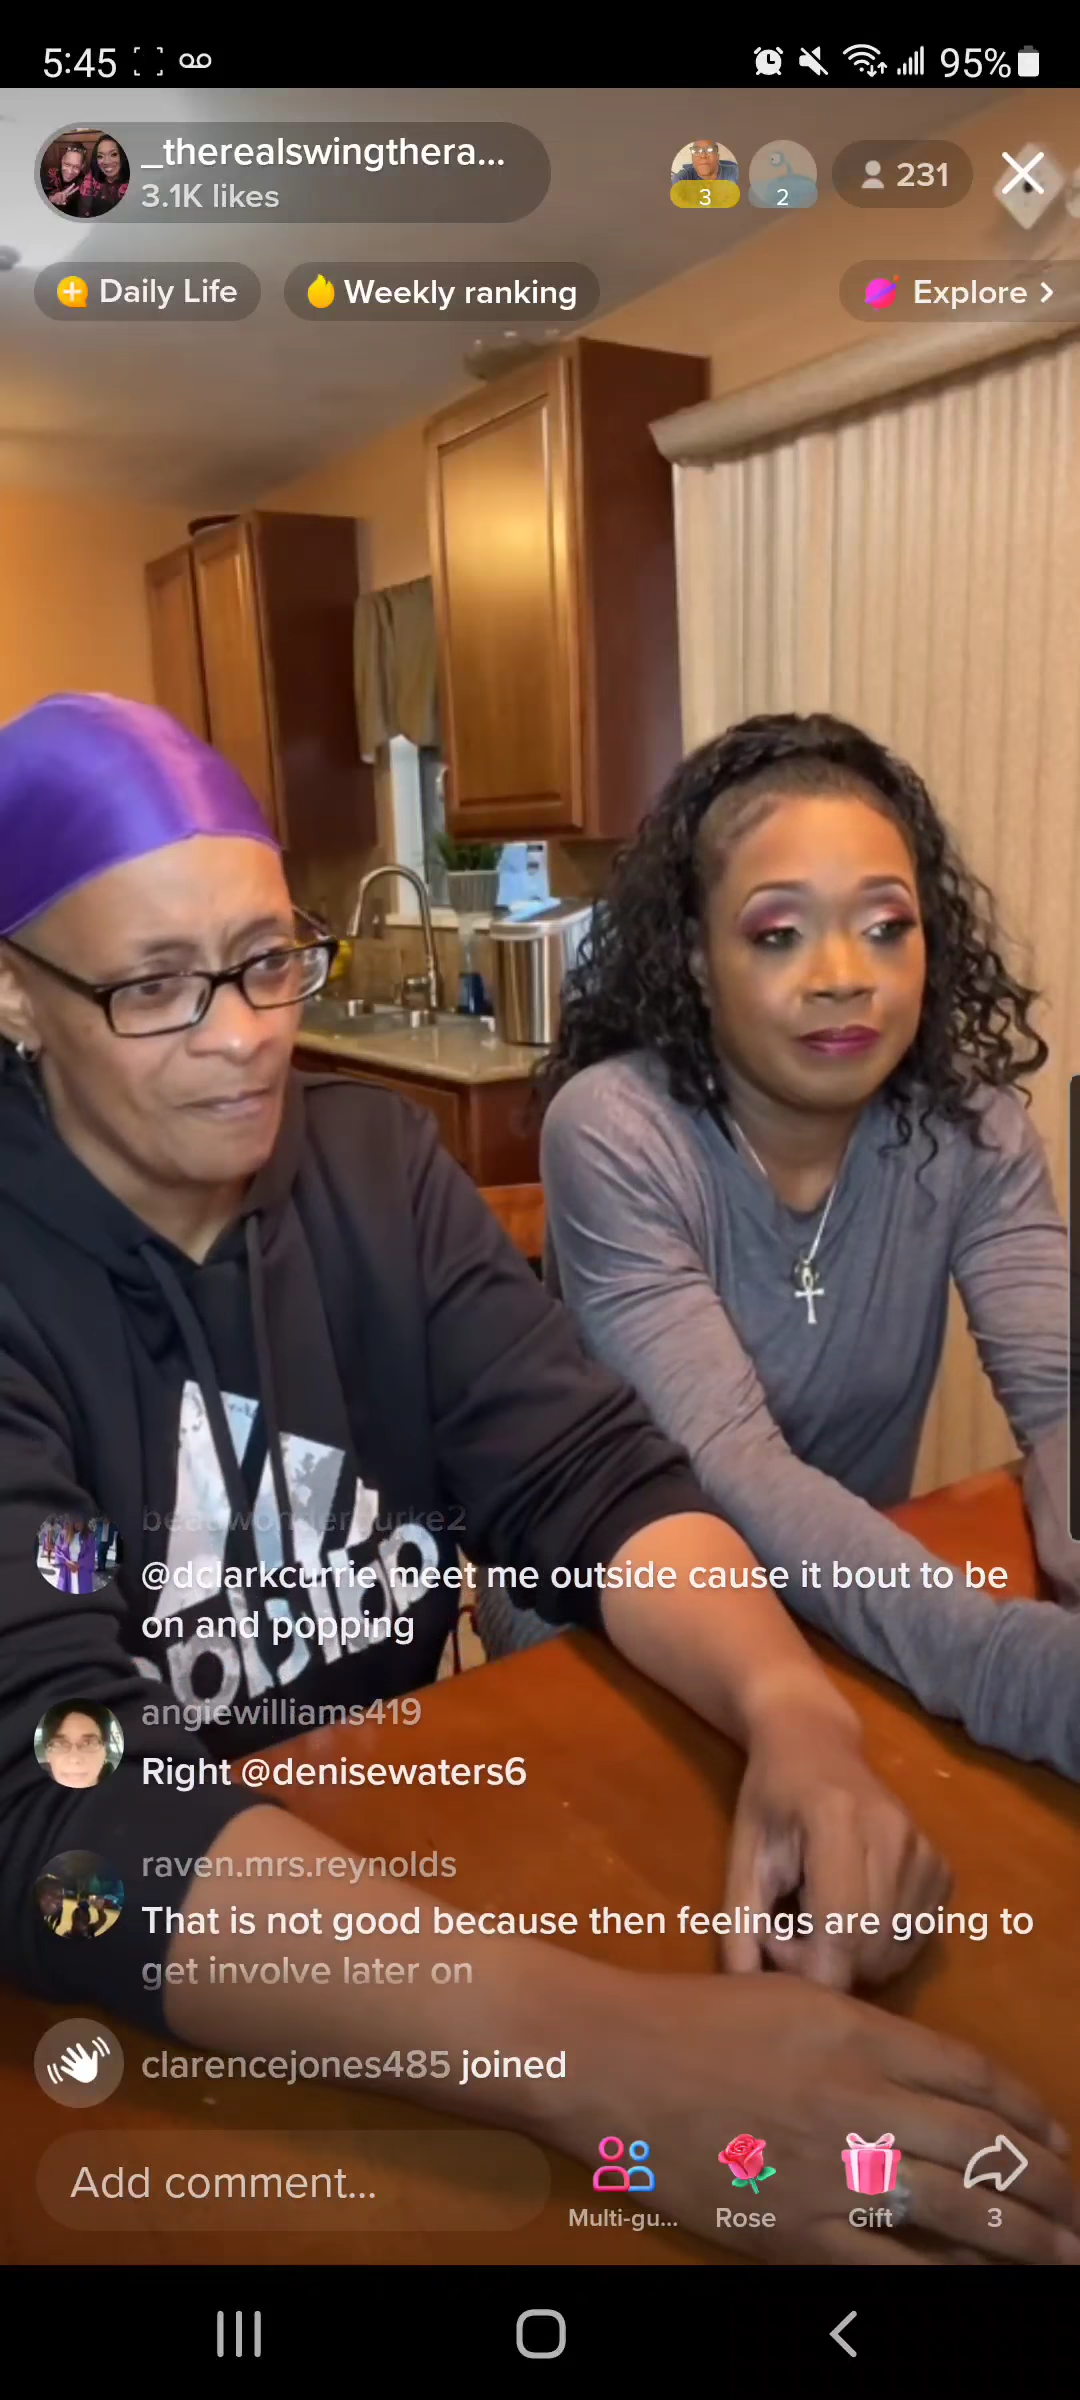 5:45
95%
_therealswingthera...
3.1K likes
3
2
231
Daily Life
Weekly ranking
Explore >
@dclarkcurrie meet me outside cause it bout to be
on and popping
angiewilliams419
Right @denisewaters6
raven.mrs.reynolds
That is not good because then feelings are going to
get involve later on
clarencejones485 joined
Add comment...
Multi-gu...
Rose
Gift
3